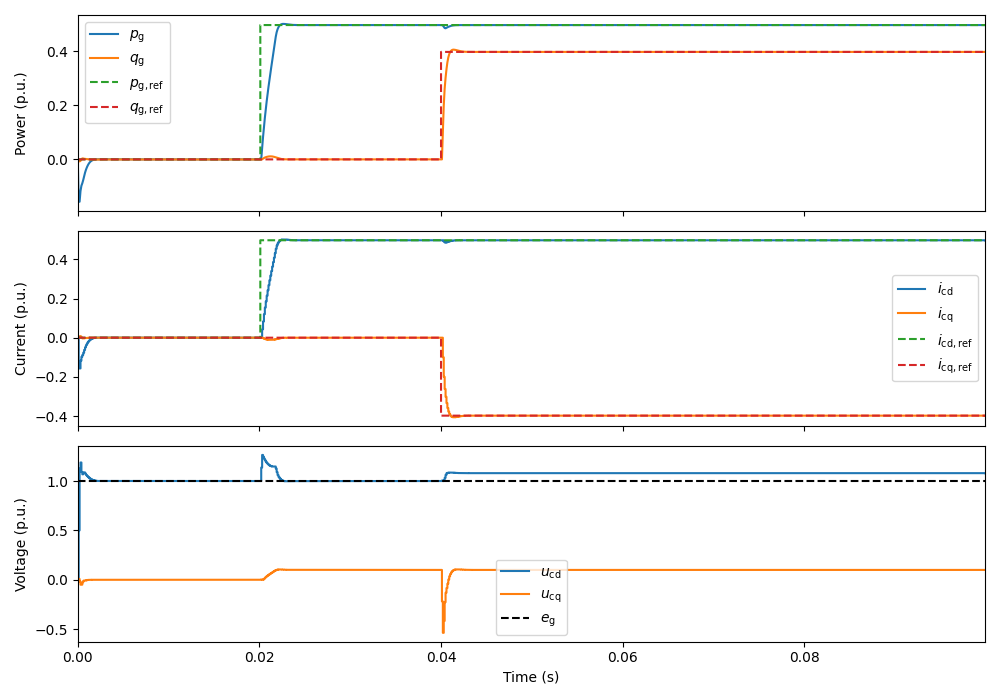 0.4
0.2
0.0
Power (p.u.)
p_g
q_g
p_g,ref
q_g,ref
0.4
0.2
0.0
−0.2
−0.4
Current (p.u.)
i_cd
i_cq
i_cd,ref
i_cq,ref
1.0
0.5
0.0
−0.5
Voltage (p.u.)
u_cd
u_cq
e_g
0.00 0.02 0.04 0.06 0.08
Time (s)